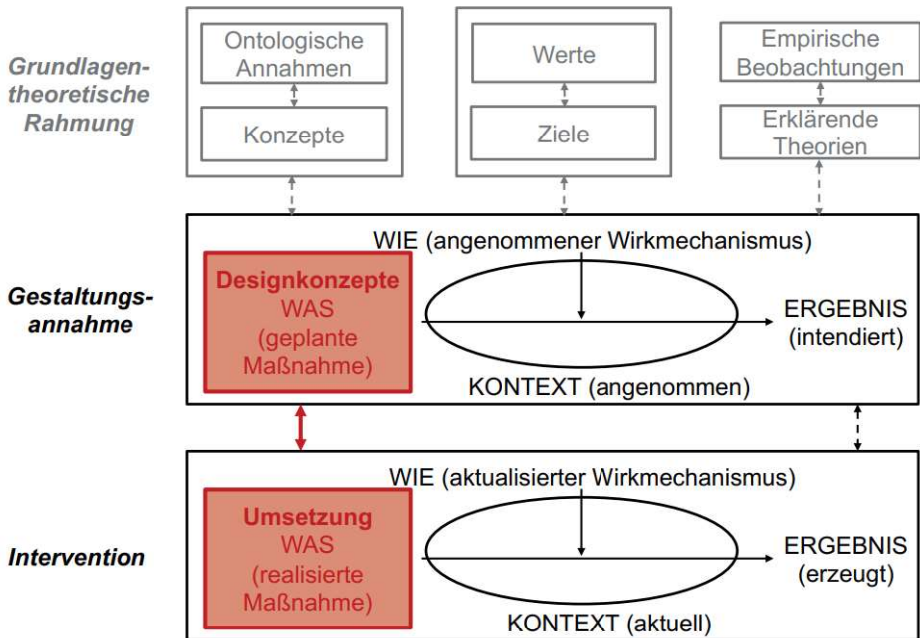 Grundlagen-
theoretische
Rahmung
Ontologische
Annahmen
Konzepte
Werte
Ziele
Empirische
Beobachtungen
Erklärende
Theorien
Gestaltungs-
annahme
WIE (angenommener Wirkmechanismus)
Designkonzepte
WAS
(geplante
Maßnahme)
ERGEBNIS
(intendiert)
KONTEXT (angenommen)
Intervention
WIE (aktualisierter Wirkmechanismus)
Umsetzung
WAS
(realisierte
Maßnahme)
ERGEBNIS
(erzeugt)
KONTEXT (aktuell)